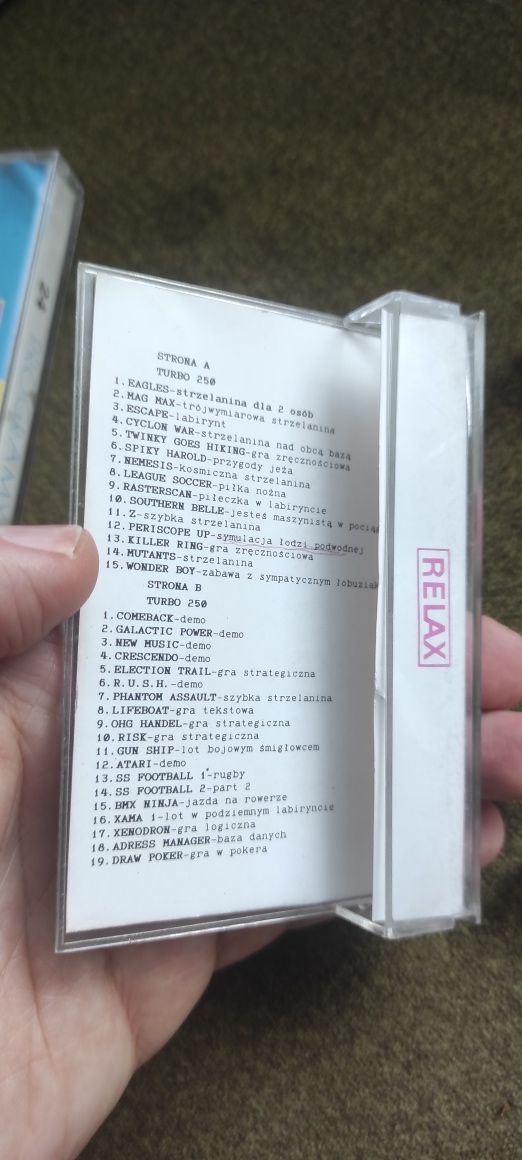 24
STRONA A
TURBO 250
1.EAGLES-strzelanina dla 2 osób
2.MAG MAX-trójwymiarowa strzelanina
3.ESCAPE-labirynt
4.CYCLON WAR-strzelanina nad obcą bazą
5.TWINKY GOES HIKING-gra zręcznościowa
6.SPIKY HAROLD-przygody jeża
7.NEMESIS-kosmiczna strzelanina
8.LEAGUE SOCCER-piłka nożna
9.RASTERSCAN-piłeczka w labiryncie
10.SOUTHERN BELLE-jesteś maszynistą w pociąg
11.Z-szybka strzelanina
12.PERISCOPE UP-symulacja łodzi podwodnej
13.KILLER RING-gra zręcznościowa
14.MUTANTS-strzelanina
15.WONDER BOY-zabawa z sympatycznym łobuziak
STRONA B
TURBO 250
1.COMEBACK-demo
2.GALACTIC POWER-demo
3.NEW MUSIC-demo
4.CRESCENDO-demo
5.ELECTION TRAIL-gra strategiczna
6.R.U.S.H.-demo
7.PHANTOM ASSAULT-szybka strzelanina
8.LIFEBOAT-gra tekstowa
9.OHG HANDEL-gra strategiczna
10.RISK-gra strategiczna
11.GUN SHIP-lot bojowym śmigłowcem
12.ATARI-demo
13.SS FOOTBALL 1-rugby
14.SS FOOTBALL 2-part 2
15.BMX NINJA-jazda na rowerze
16.XAMA 1-lot w podziemnym labiryncie
17.XENODRON-gra logiczna
18.ADRESS MANAGER-baza danych
19.DRAW POKER-gra w pokera
RELAX